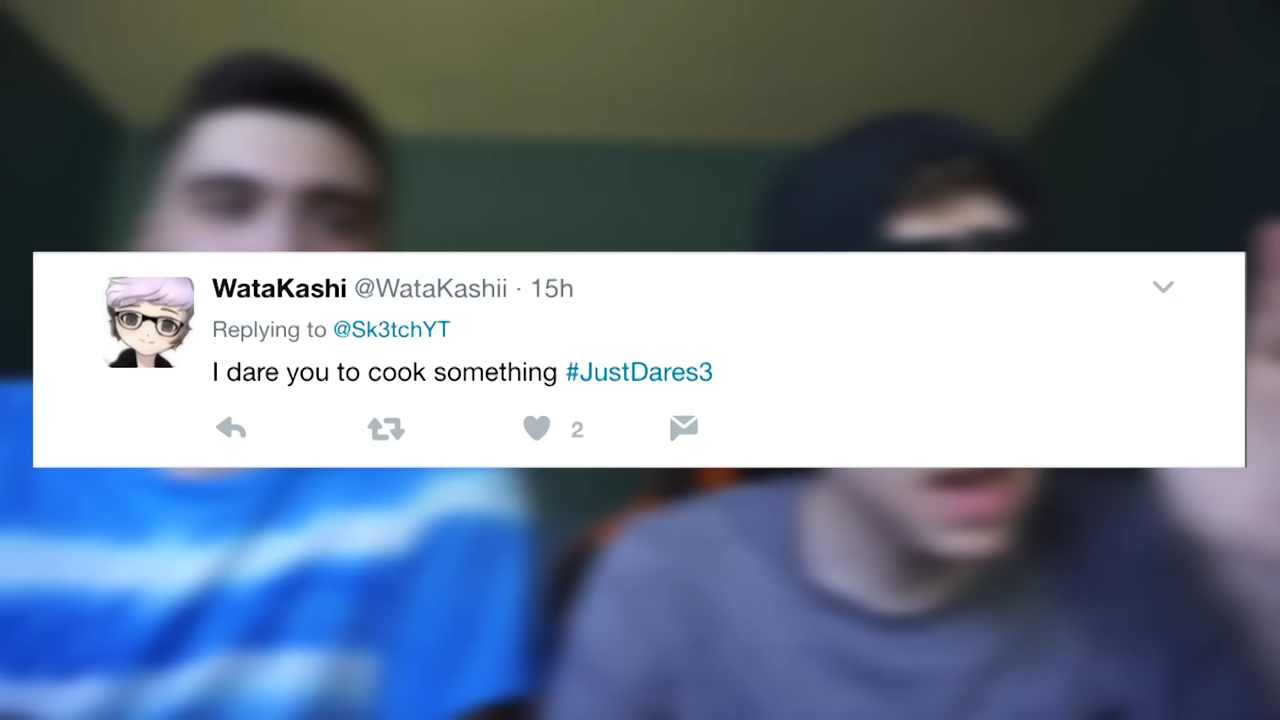 WataKashi @WataKashii · 15h
Replying to @Sk3tchYT
I dare you to cook something #JustDares3
2